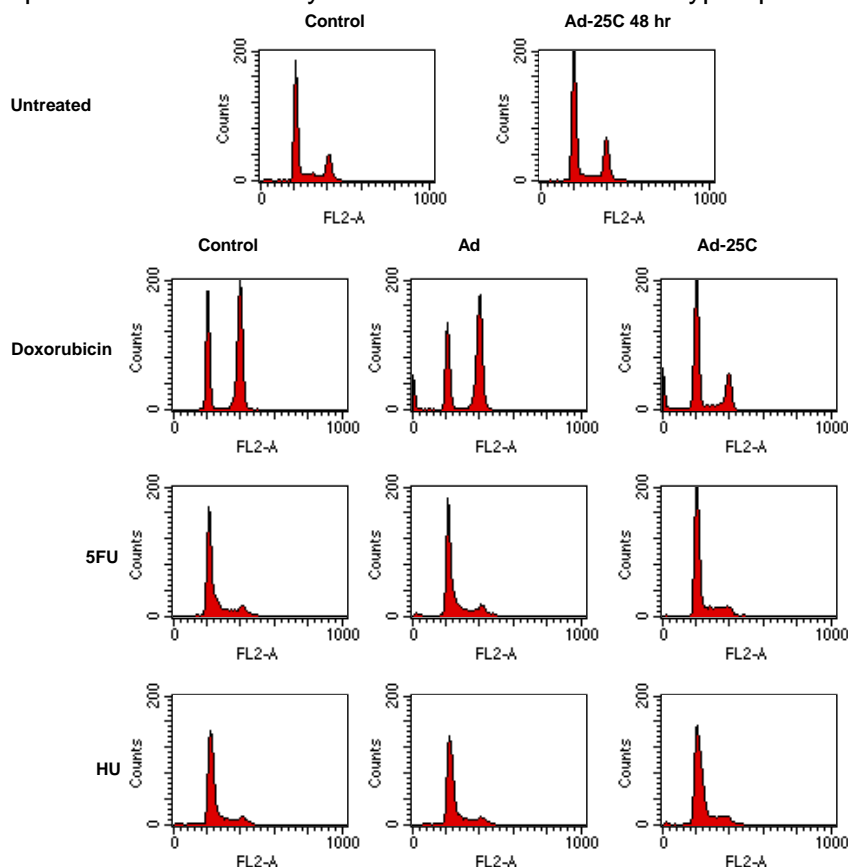 Control
Ad-25C 48 hr
Untreated
Counts
200
0
0 1000
FL2-A
Counts
200
0
0 1000
FL2-A
Control
Ad
Ad-25C
Doxorubicin
Counts
200
0
0 1000
FL2-A
Counts
200
0
0 1000
FL2-A
Counts
200
0
0 1000
FL2-A
5FU
Counts
200
0
0 1000
FL2-A
Counts
200
0
0 1000
FL2-A
Counts
200
0
0 1000
FL2-A
HU
Counts
200
0
0 1000
FL2-A
Counts
200
0
0 1000
FL2-A
Counts
200
0
0 1000
FL2-A